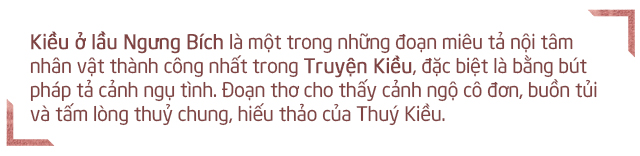 Kiều ở lầu Ngưng Bích là một trong những đoạn miêu tả nội tâm
nhân vật thành công nhất trong Truyện Kiều, đặc biệt là bằng bút
pháp tả cảnh ngụ tình. Đoạn thơ cho thấy cảnh ngộ cô đơn, buồn tủi
và tấm lòng thuỷ chung, hiếu thảo của Thuý Kiều.